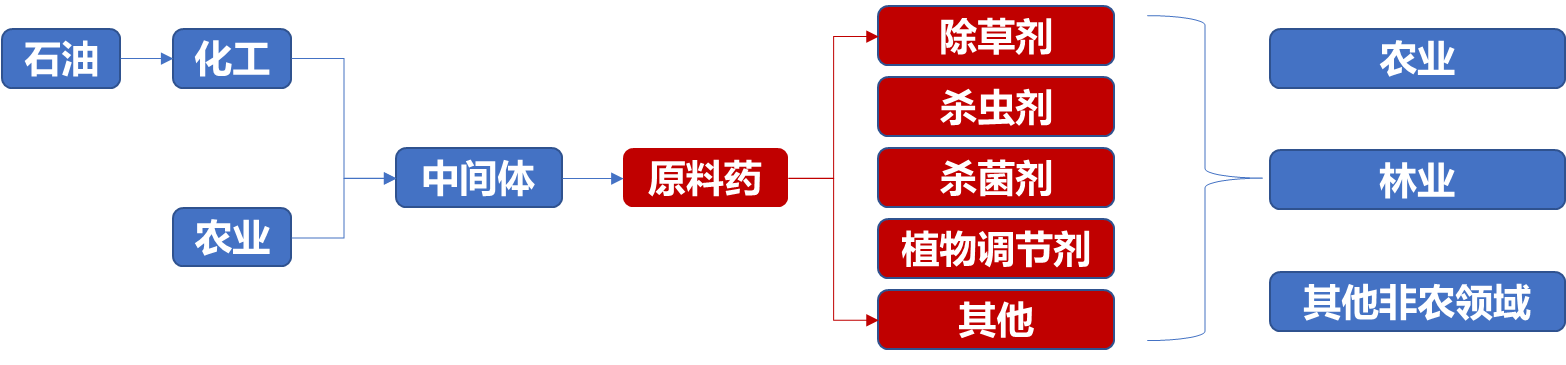 石油
化工
农业
中间体
原料药
除草剂
杀虫剂
杀菌剂
植物调节剂
其他
农业
林业
其他非农领域